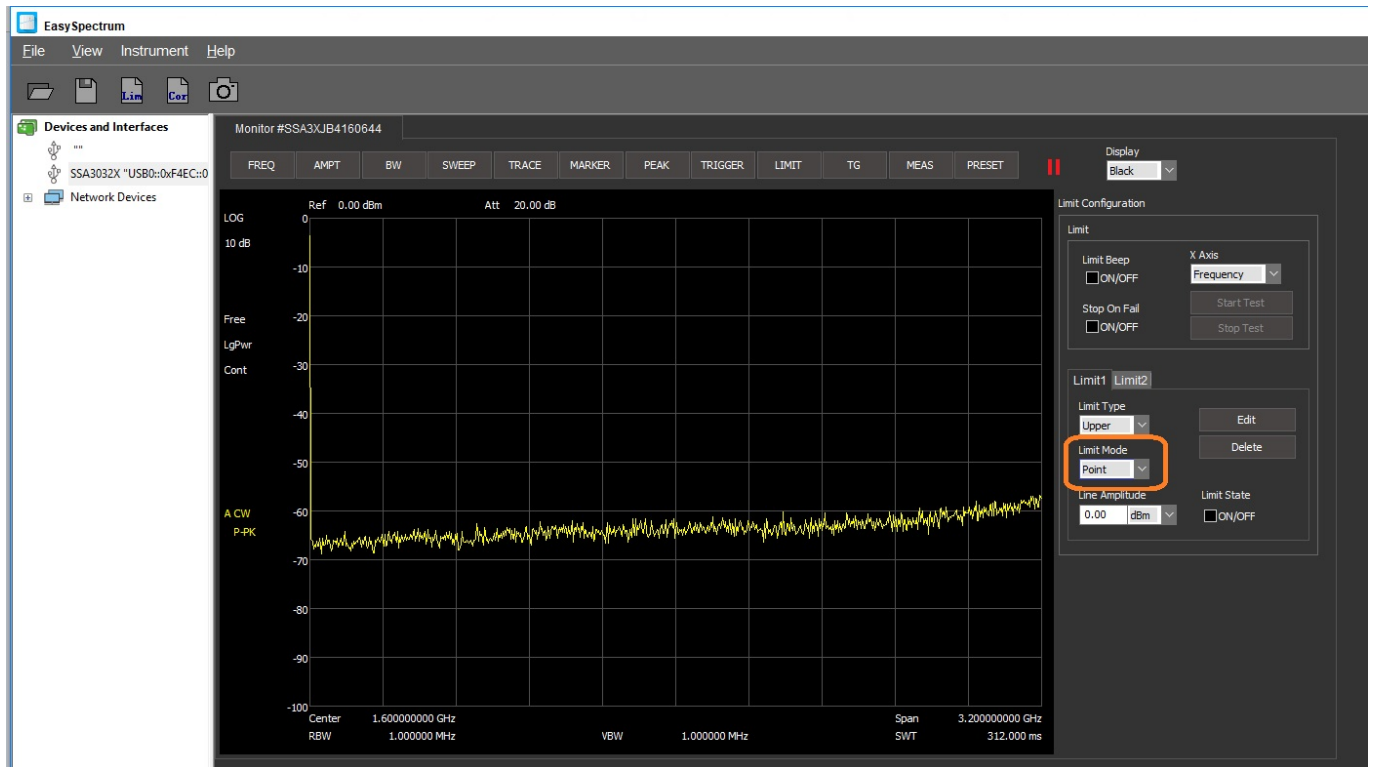 EasySpectrum
File View Instrument Help
Lim Cor
Devices and Interfaces
""
SSA3032X "USB0::0xF4EC::0
Network Devices
Monitor #SSA3XJB4160644
FREQ AMPT BW SWEEP TRACE MARKER PEAK TRIGGER LIMIT TG MEAS PRESET
Display
Black
Ref 0.00 dBm Att 20.00 dB
LOG
10 dB
Free
LgPwr
Cont
A CW
P-PK
0
-10
-20
-30
-40
-50
-60
-70
-80
-90
-100
Center 1.600000000 GHz Span 3.200000000 GHz
RBW 1.000000 MHz VBW 1.000000 MHz SWT 312.000 ms
Limit Configuration
Limit
Limit Beep X Axis
ON/OFF Frequency
Stop On Fail Start Test
ON/OFF Stop Test
Limit1 Limit2
Limit Type
Upper Edit
Limit Mode Delete
Point
Line Amplitude Limit State
0.00 dBm ON/OFF